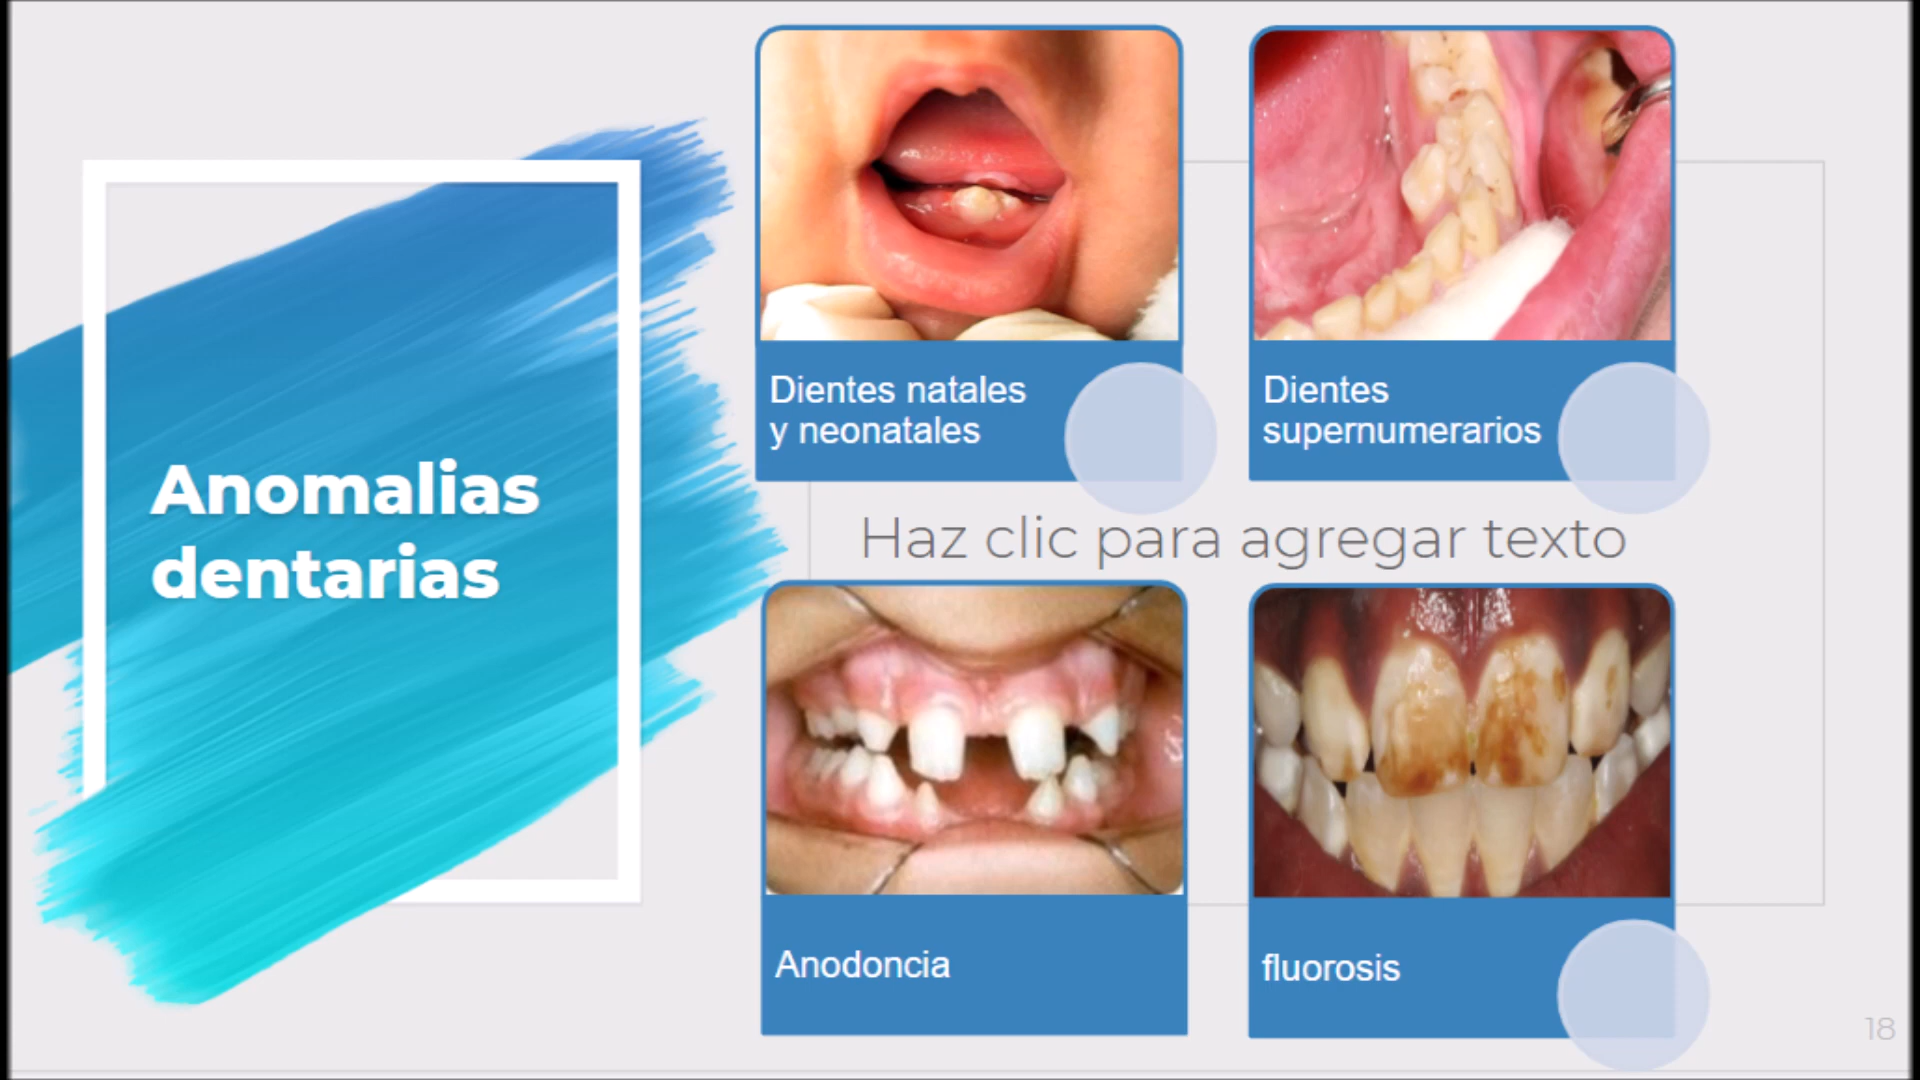 Anomalias
dentarias
Dientes natales
y neonatales
Dientes
supernumerarios
Haz clic para agregar texto
Anodoncia
fluorosis
18